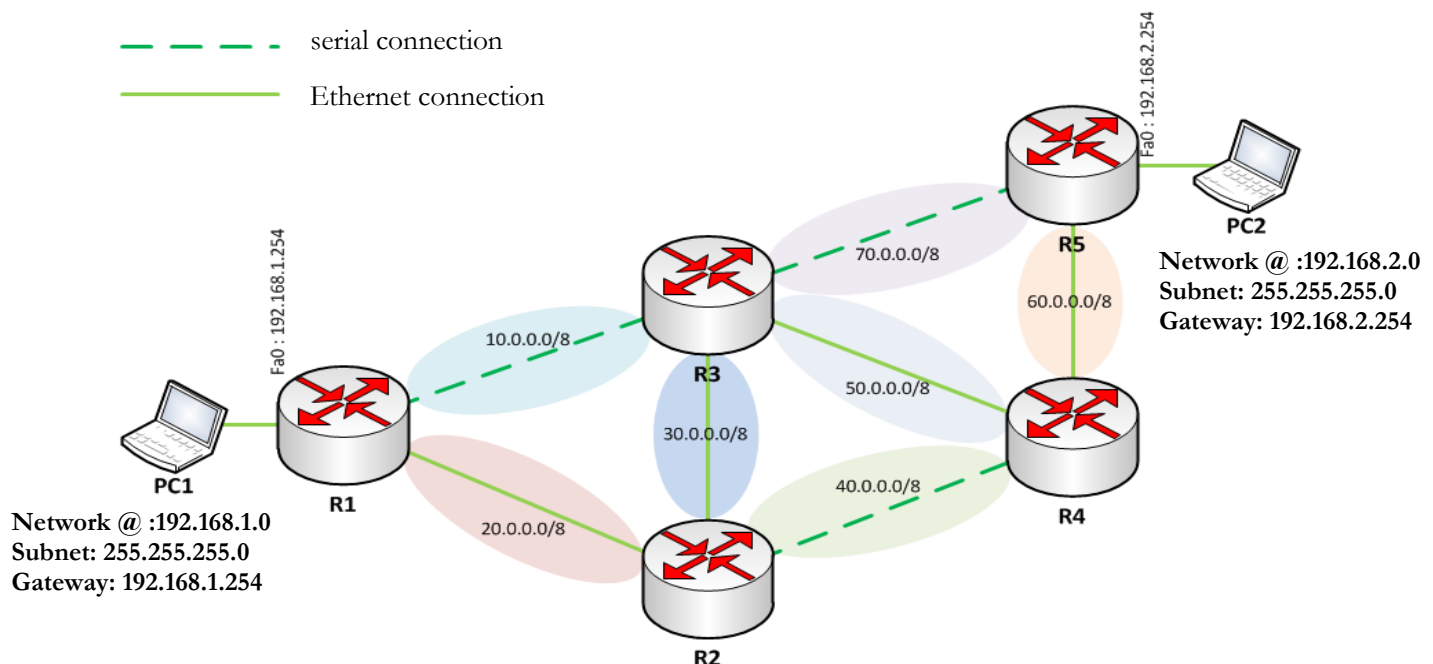 serial connection
Ethernet connection
Fa0 : 192.168.2.254
R5
PC2
Network @ :192.168.2.0
Subnet: 255.255.255.0
Gateway: 192.168.2.254
70.0.0.0/8
60.0.0.0/8
Fa0 : 192.168.1.254
10.0.0.0/8
R3
50.0.0.0/8
30.0.0.0/8
PC1
R1
40.0.0.0/8
R4
Network @ :192.168.1.0
Subnet: 255.255.255.0
Gateway: 192.168.1.254
20.0.0.0/8
R2